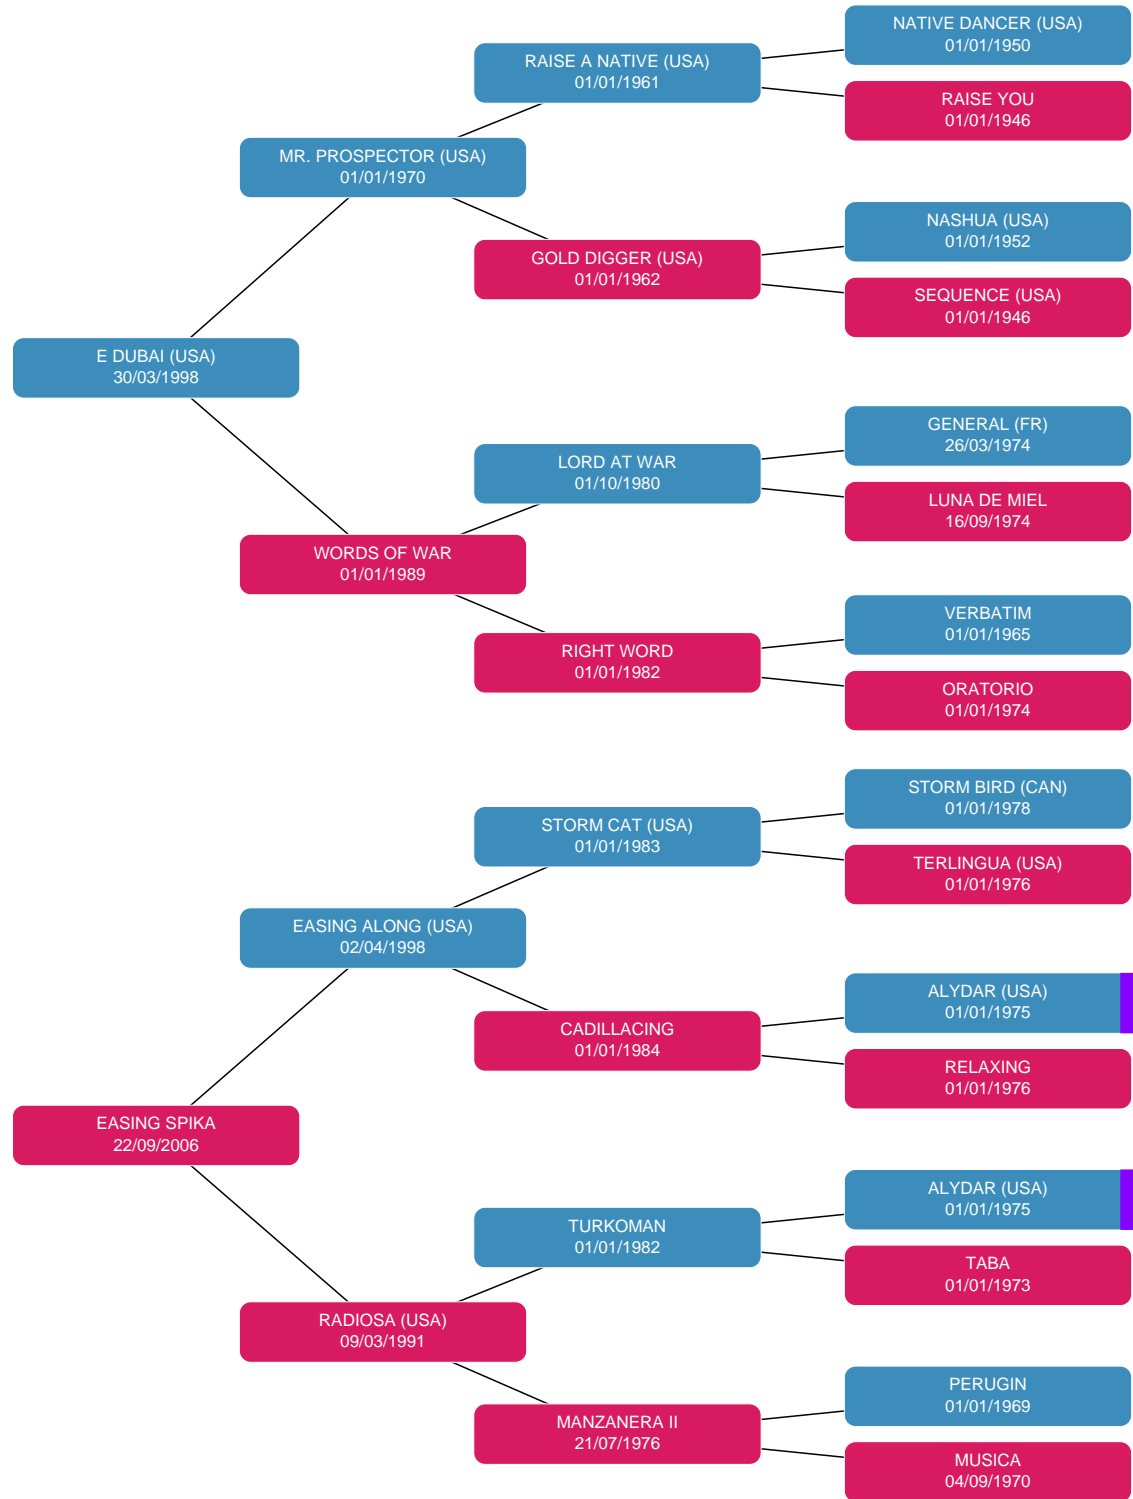 NATIVE DANCER (USA)
01/01/1950
RAISE A NATIVE (USA)
01/01/1961
RAISE YOU
01/01/1946
MR. PROSPECTOR (USA)
01/01/1970
NASHUA (USA)
01/01/1952
GOLD DIGGER (USA)
01/01/1962
SEQUENCE (USA)
01/01/1946
E DUBAI (USA)
30/03/1998
GENERAL (FR)
26/03/1974
LORD AT WAR
01/10/1980
LUNA DE MIEL
16/09/1974
WORDS OF WAR
01/01/1989
VERBATIM
01/01/1965
RIGHT WORD
01/01/1982
ORATORIO
01/01/1974
STORM BIRD (CAN)
01/01/1978
STORM CAT (USA)
01/01/1983
TERLINGUA (USA)
01/01/1976
EASING ALONG (USA)
02/04/1998
ALYDAR (USA)
01/01/1975
CADILLACING
01/01/1984
RELAXING
01/01/1976
EASING SPIKA
22/09/2006
ALYDAR (USA)
01/01/1975
TURKOMAN
01/01/1982
TABA
01/01/1973
RADIOSA (USA)
09/03/1991
PERUGIN
01/01/1969
MANZANERA II
21/07/1976
MUSICA
04/09/1970